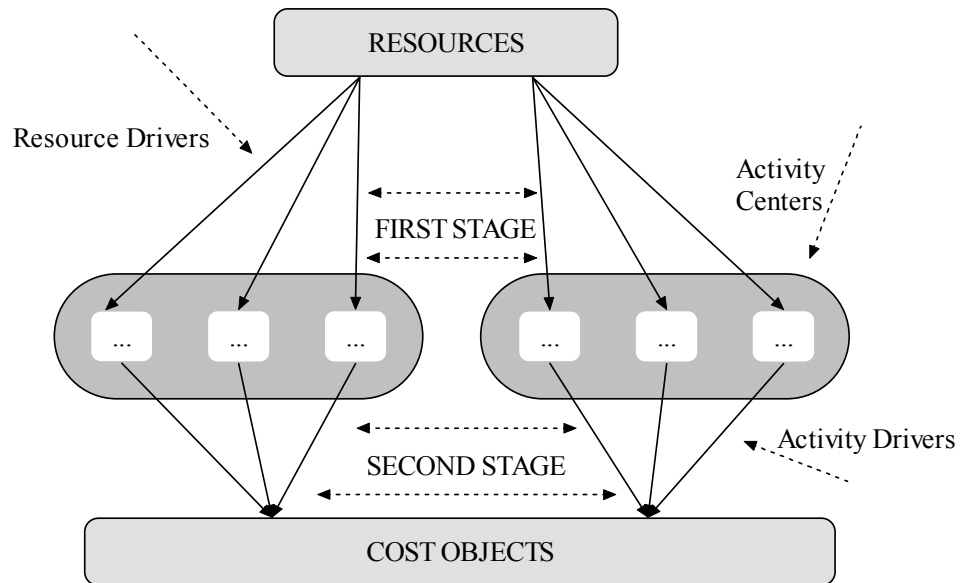 RESOURCES
Resource Drivers
Activity
Centers
FIRST STAGE
... ... ... ... ... ...
SECOND STAGE
Activity Drivers
COST OBJECTS